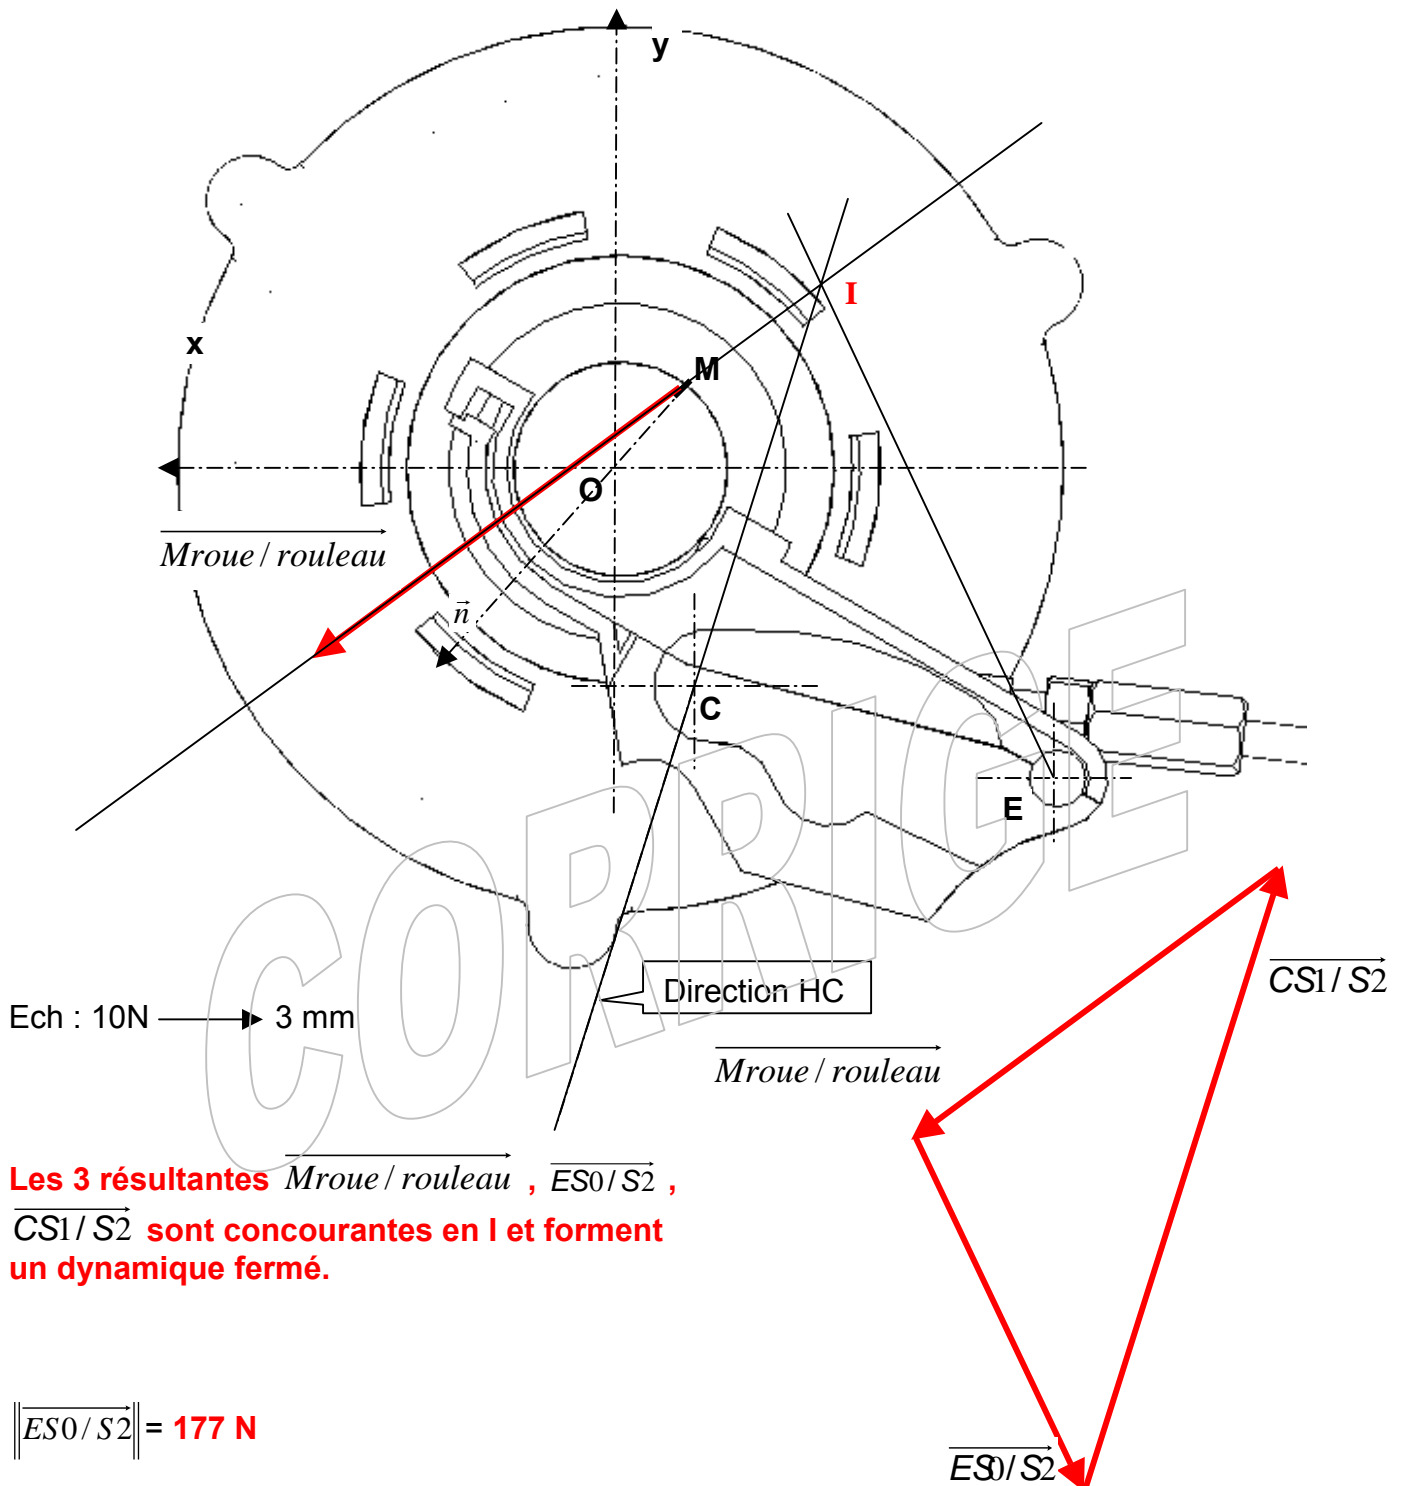 y
I
x
M
O
Mroue / rouleau
n
C
E
CORRIGE
CS1 / S2
Direction HC
Ech : 10N 3 mm
Mroue / rouleau
Les 3 résultantes Mroue / rouleau , ES0 / S2 ,
CS1 / S2 sont concourantes en I et forment
un dynamique fermé.
||ES0 / S2|| = 177 N
ES0 / S2